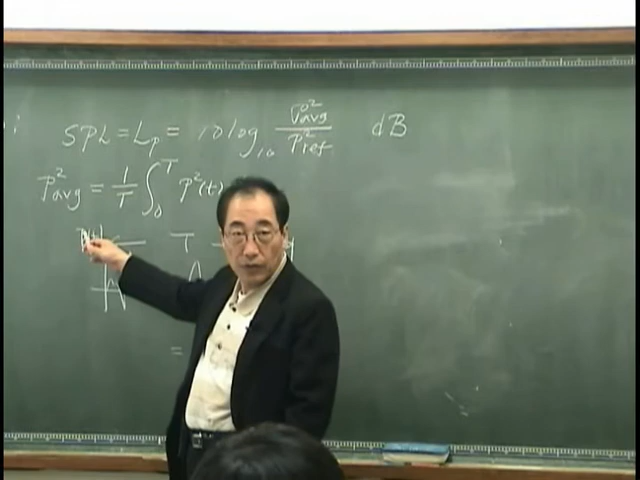 SPL = Lp = 10 log₁₀ P²avg / P²ref dB
P²avg = 1/T ∫₀ᵀ P²(t)
T
=